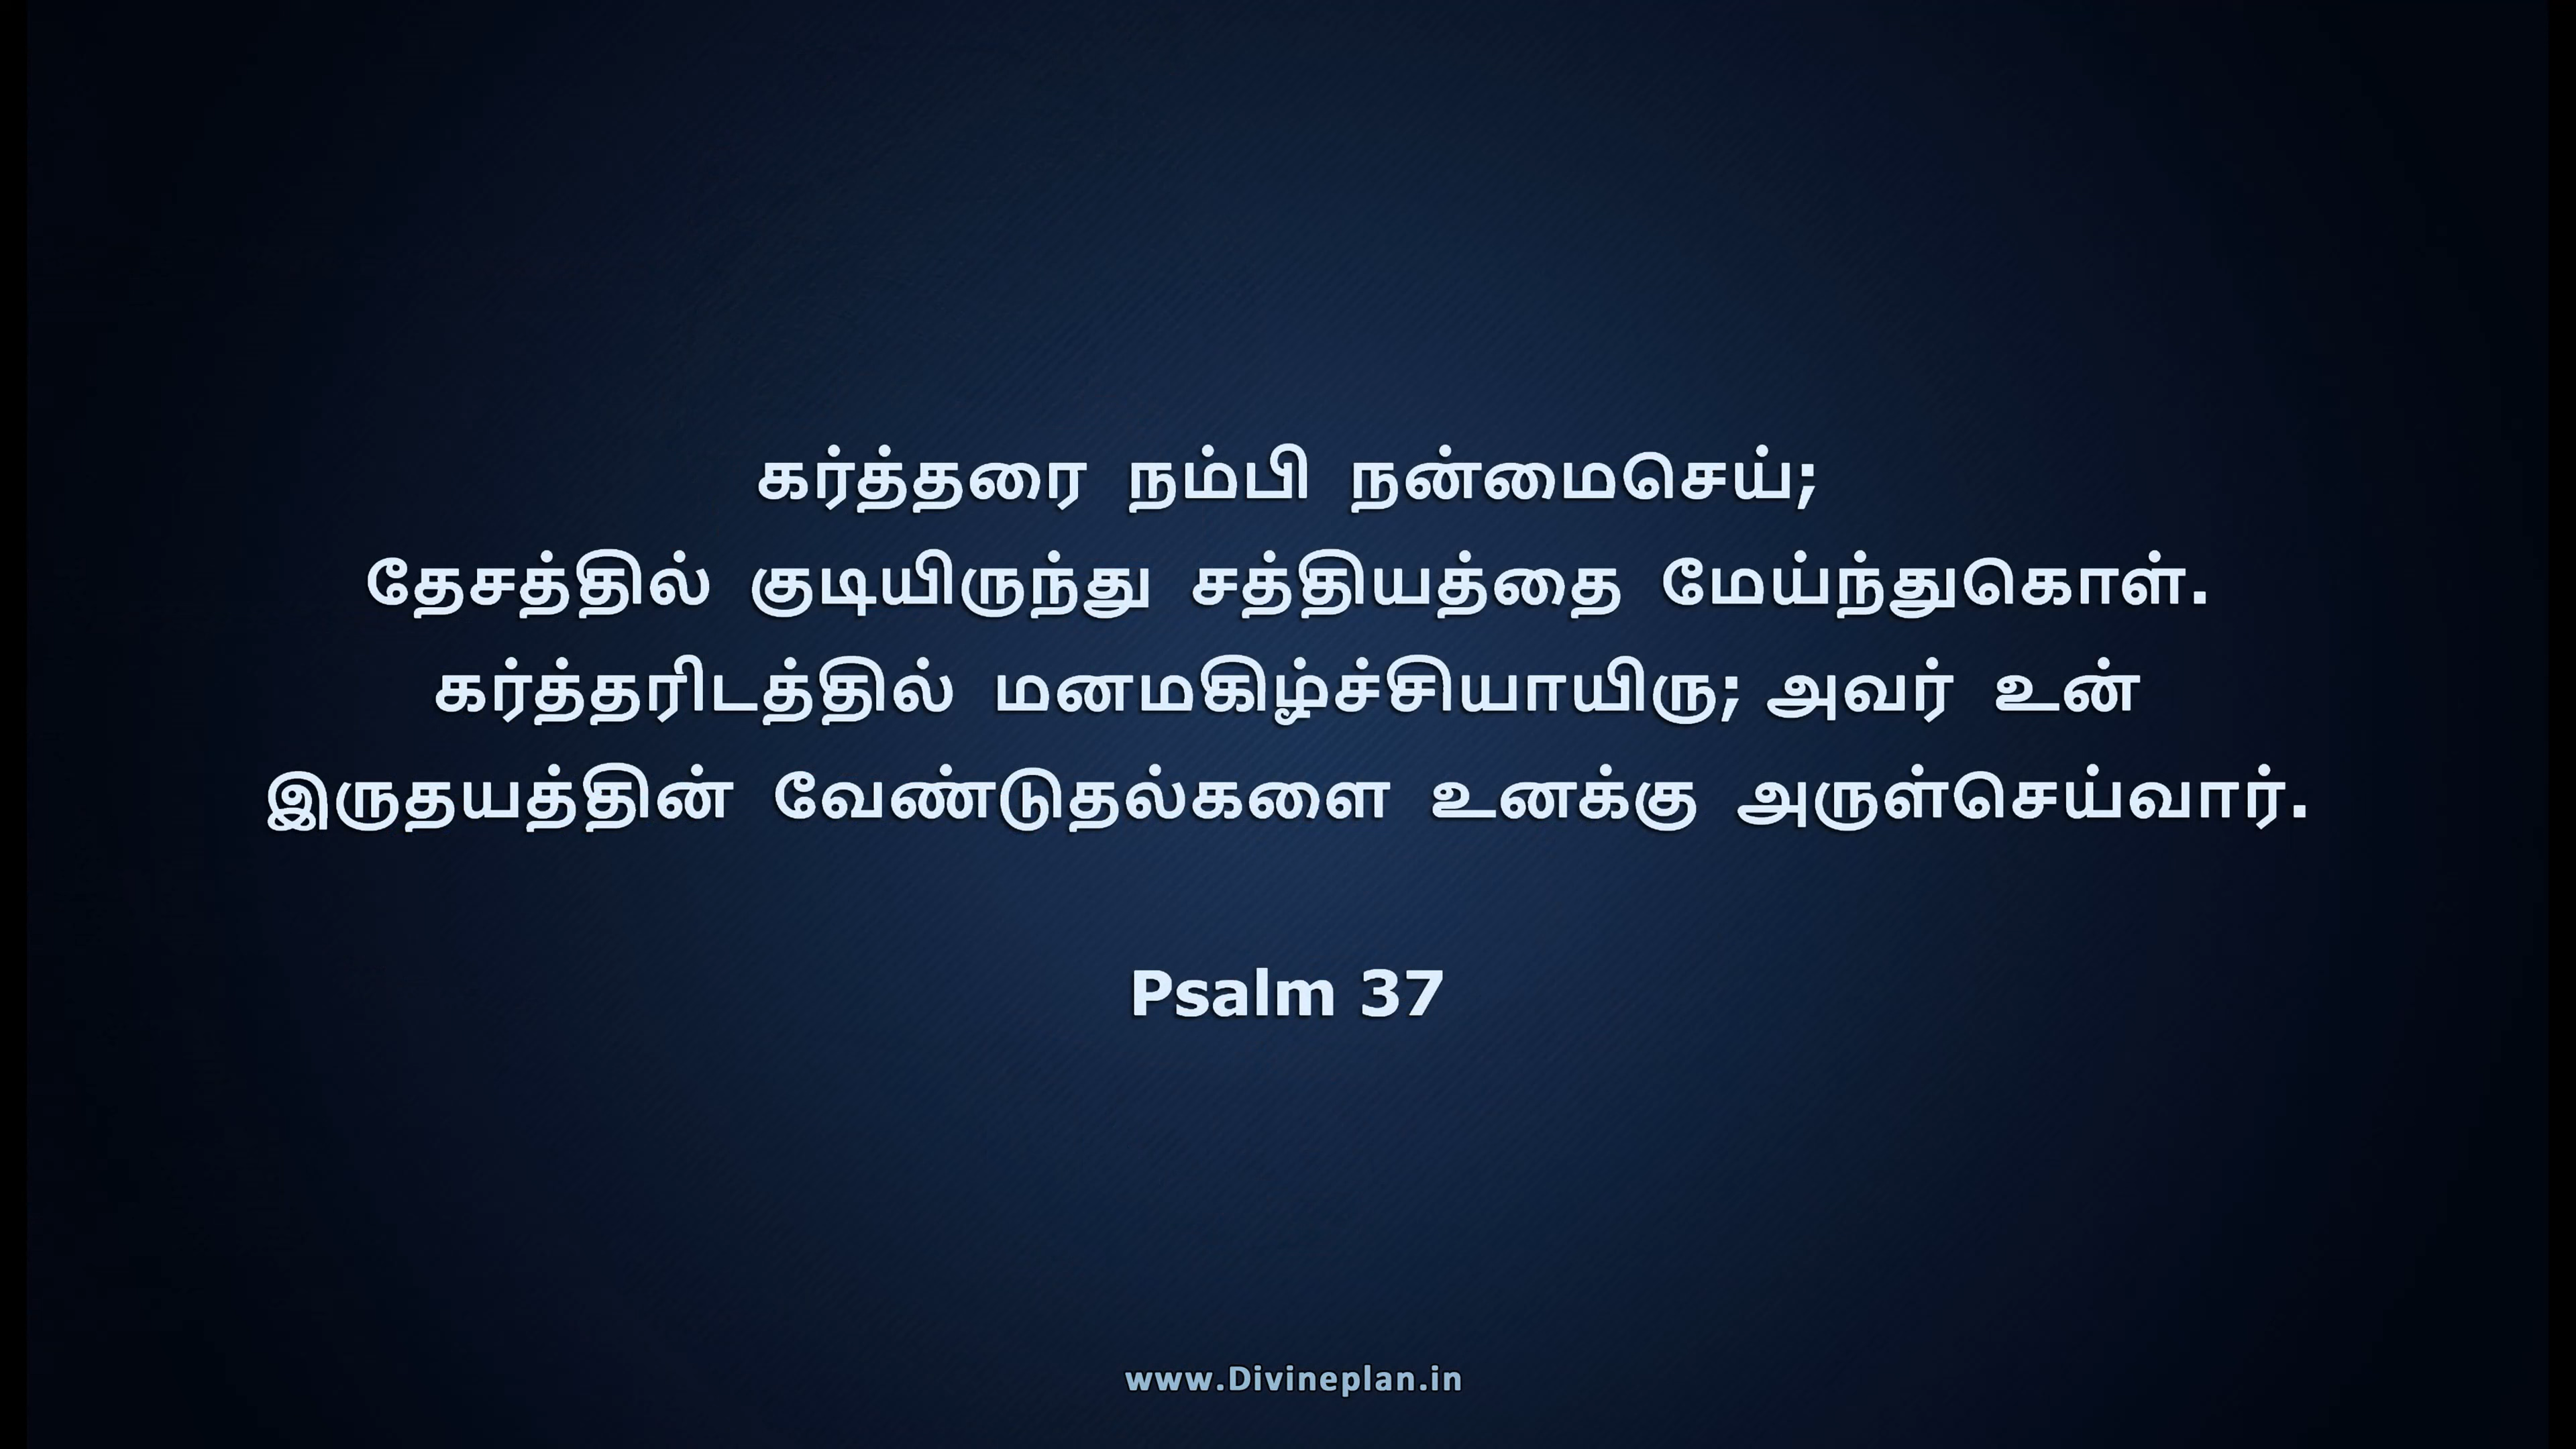 கர்த்தரை நம்பி நன்மைசெய்;
தேசத்தில் குடியிருந்து சத்தியத்தை மேய்ந்துகொள்.
கர்த்தரிடத்தில் மனமகிழ்ச்சியாயிரு; அவர் உன்
இருதயத்தின் வேண்டுதல்களை உனக்கு அருள்செய்வார்.
Psalm 37
www.Divineplan.in